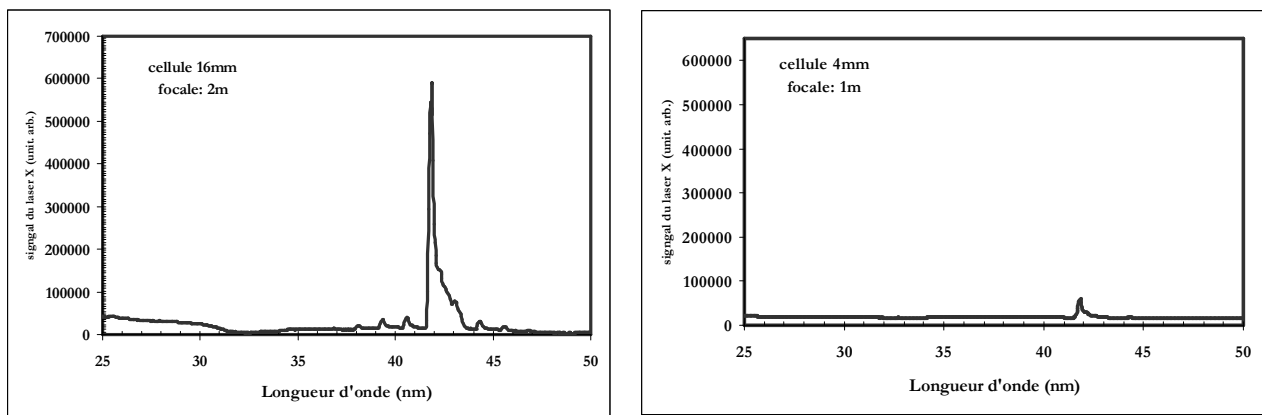 700000
600000
500000
400000
300000
200000
100000
0
signgal du laser X (unit. arb.)
cellule 16mm
focale: 2m
25 30 35 40 45 50
Longueur d'onde (nm)
600000
500000
400000
300000
200000
100000
0
signgal du laser X (unit. arb.)
cellule 4mm
focale: 1m
25 30 35 40 45 50
Longueur d'onde (nm)